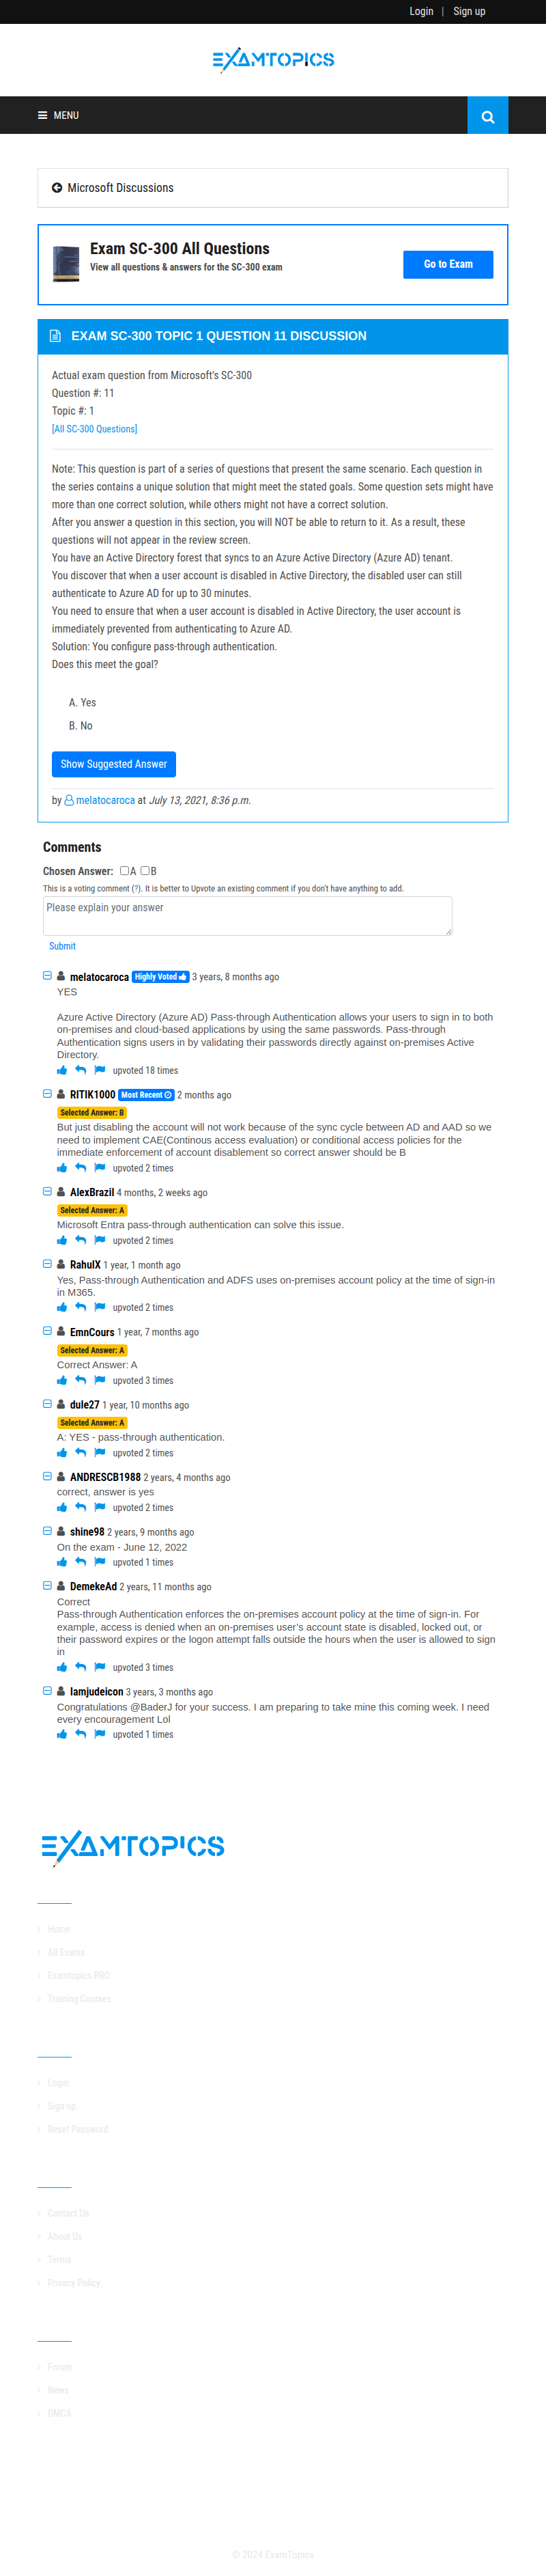 Login | Sign up
EXAMTOPICS
MENU
Microsoft Discussions
Exam SC-300 All Questions
View all questions & answers for the SC-300 exam
Go to Exam
EXAM SC-300 TOPIC 1 QUESTION 11 DISCUSSION
Actual exam question from Microsoft's SC-300
Question #: 11
Topic #: 1
[All SC-300 Questions]
Note: This question is part of a series of questions that present the same scenario. Each question in
the series contains a unique solution that might meet the stated goals. Some question sets might have
more than one correct solution, while others might not have a correct solution.
After you answer a question in this section, you will NOT be able to return to it. As a result, these
questions will not appear in the review screen.
You have an Active Directory forest that syncs to an Azure Active Directory (Azure AD) tenant.
You discover that when a user account is disabled in Active Directory, the disabled user can still
authenticate to Azure AD for up to 30 minutes.
You need to ensure that when a user account is disabled in Active Directory, the user account is
immediately prevented from authenticating to Azure AD.
Solution: You configure pass-through authentication.
Does this meet the goal?
A. Yes
B. No
Show Suggested Answer
by melatocaroca at July 13, 2021, 8:36 p.m.
Comments
Chosen Answer: A B
This is a voting comment (?). It is better to Upvote an existing comment if you don't have anything to add.
Please explain your answer
Submit
melatocaroca Highly Voted 3 years, 8 months ago
YES
Azure Active Directory (Azure AD) Pass-through Authentication allows your users to sign in to both
on-premises and cloud-based applications by using the same passwords. Pass-through
Authentication signs users in by validating their passwords directly against on-premises Active
Directory.
upvoted 18 times
RITIK1000 Most Recent 2 months ago
Selected Answer: B
But just disabling the account will not work because of the sync cycle between AD and AAD so we
need to implement CAE(Continous access evaluation) or conditional access policies for the
immediate enforcement of account disablement so correct answer should be B
upvoted 2 times
AlexBrazil 4 months, 2 weeks ago
Selected Answer: A
Microsoft Entra pass-through authentication can solve this issue.
upvoted 2 times
RahulX 1 year, 1 month ago
Yes, Pass-through Authentication and ADFS uses on-premises account policy at the time of sign-in
in M365.
upvoted 2 times
EmnCours 1 year, 7 months ago
Selected Answer: A
Correct Answer: A
upvoted 3 times
dule27 1 year, 10 months ago
Selected Answer: A
A: YES - pass-through authentication.
upvoted 2 times
ANDRESCB1988 2 years, 4 months ago
correct, answer is yes
upvoted 2 times
shine98 2 years, 9 months ago
On the exam - June 12, 2022
upvoted 1 times
DemekeAd 2 years, 11 months ago
Correct
Pass-through Authentication enforces the on-premises account policy at the time of sign-in. For
example, access is denied when an on-premises user's account state is disabled, locked out, or
their password expires or the logon attempt falls outside the hours when the user is allowed to sign
in
upvoted 3 times
Iamjudeicon 3 years, 3 months ago
Congratulations @BaderJ for your success. I am preparing to take mine this coming week. I need
every encouragement Lol
upvoted 1 times
EXAMTOPICS
Home
All Exams
Examtopics PRO
Training Courses
Login
Sign up
Reset Password
Contact Us
About Us
Terms
Privacy Policy
Forum
News
DMCA
© 2024 ExamTopics